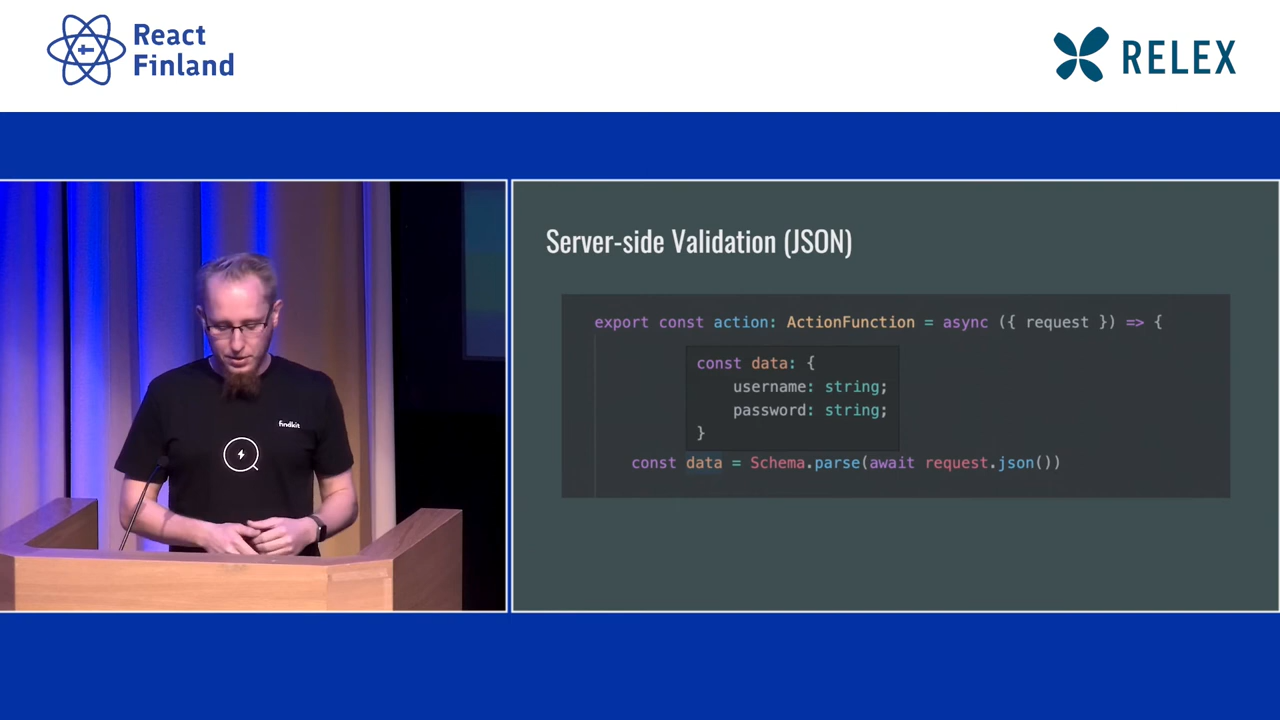 React
Finland
RELEX
findkit
Server-side Validation (JSON)
export const action: ActionFunction = async ({ request }) => {
const data: {
username: string;
password: string;
}
const data = Schema.parse(await request.json())